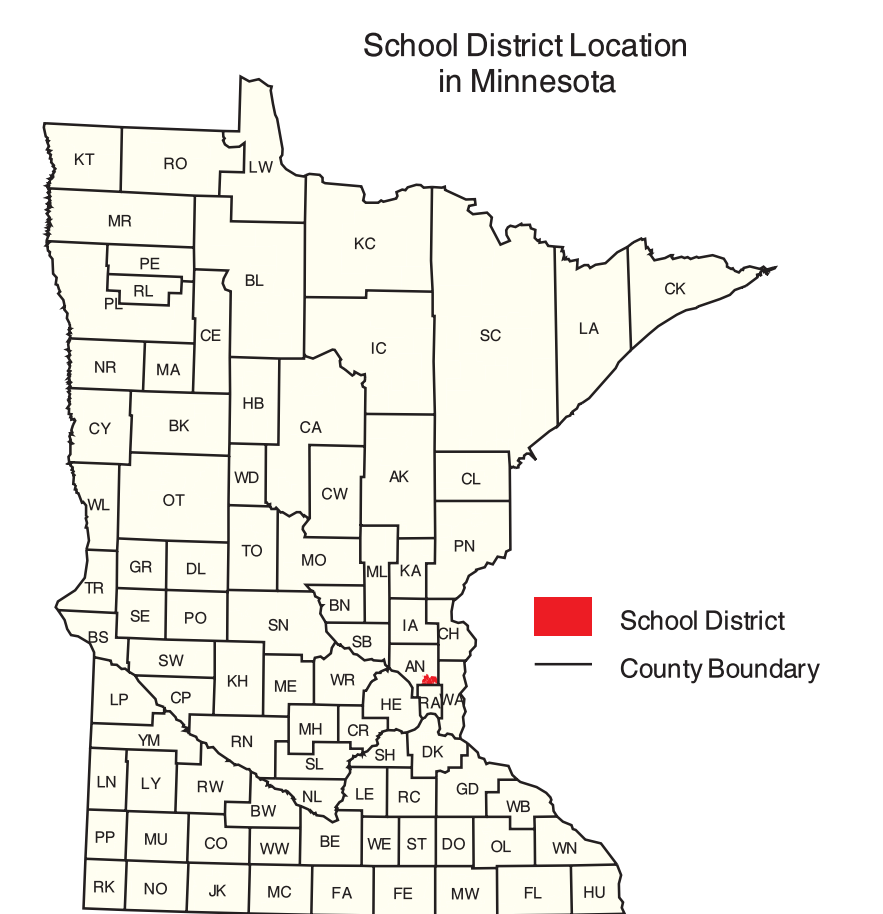 School District Location
in Minnesota
KT
RO
LW
MR
KC
PE
BL
RL
PL
CK
CE
SC
LA
IC
NR
MA
HB
CY
BK
CA
WD
AK
CL
CW
OT
WL
PN
TO
MO
GR
DL
ML
KA
TR
BN
SE
PO
SN
IA
CH
BS
SB
SW
AN
KH
ME
WR
LP
CP
HE
RA
WA
MH
CR
YM
RN
SH
DK
SL
LN
LY
RW
NL
LE
RC
GD
BW
WB
PP
MU
CO
WW
BE
WE
ST
DO
OL
WN
RK
NO
JK
MC
FA
FE
MW
FL
HU
School District
County Boundary